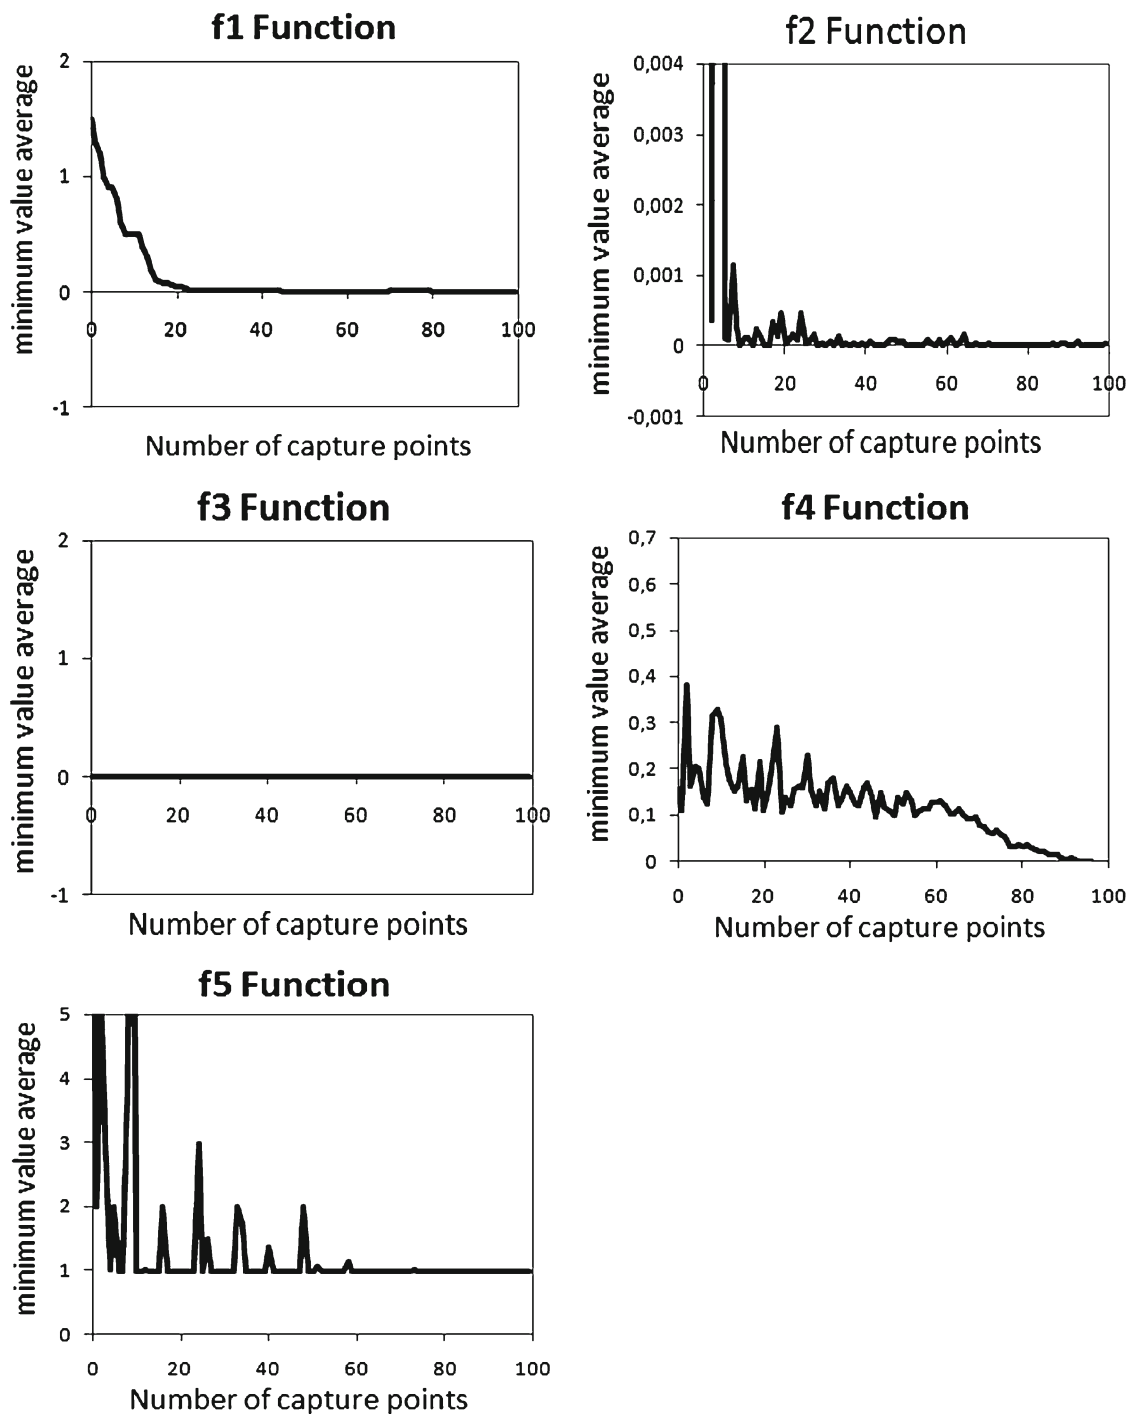 f1 Function
minimum value average
2
1
0
-1
0 20 40 60 80 100
Number of capture points
f2 Function
minimum value average
0,004
0,003
0,002
0,001
0
-0,001
0 20 40 60 80 100
Number of capture points
f3 Function
minimum value average
2
1
0
-1
0 20 40 60 80 100
Number of capture points
f4 Function
minimum value average
0,7
0,6
0,5
0,4
0,3
0,2
0,1
0
0 20 40 60 80 100
Number of capture points
f5 Function
minimum value average
5
4
3
2
1
0
0 20 40 60 80 100
Number of capture points